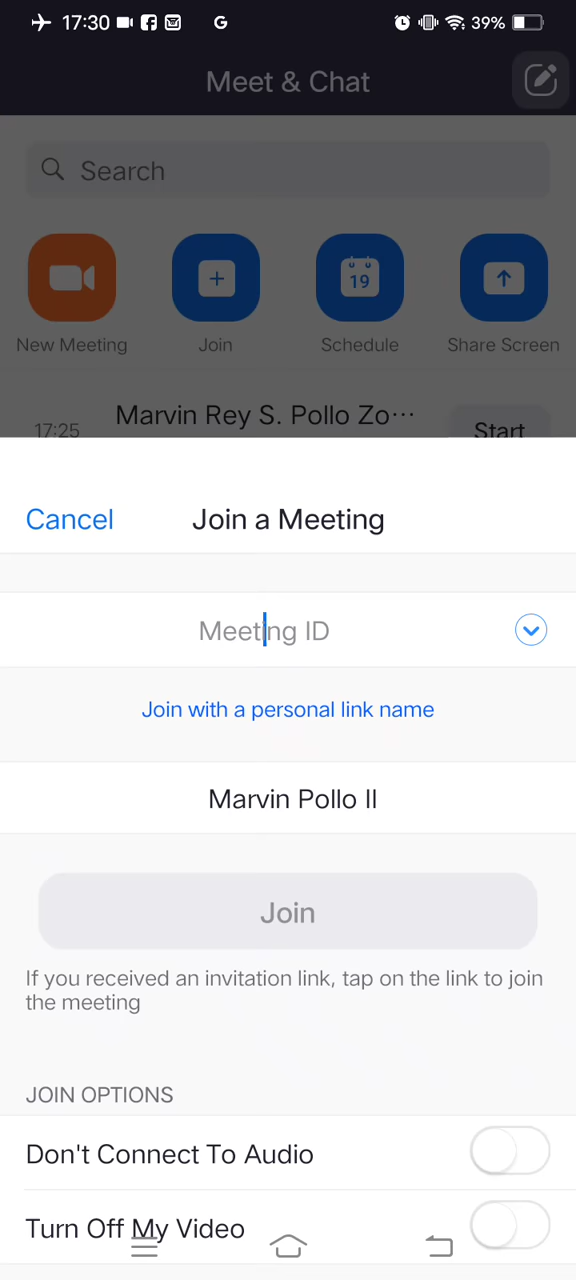 17:30 39%
Meet & Chat
Search
19
New Meeting Join Schedule Share Screen
Marvin Rey S. Pollo Zo···
17:25 Start
Cancel Join a Meeting
Meeting ID
Join with a personal link name
Marvin Pollo II
Join
If you received an invitation link, tap on the link to join
the meeting
JOIN OPTIONS
Don't Connect To Audio
Turn Off My Video